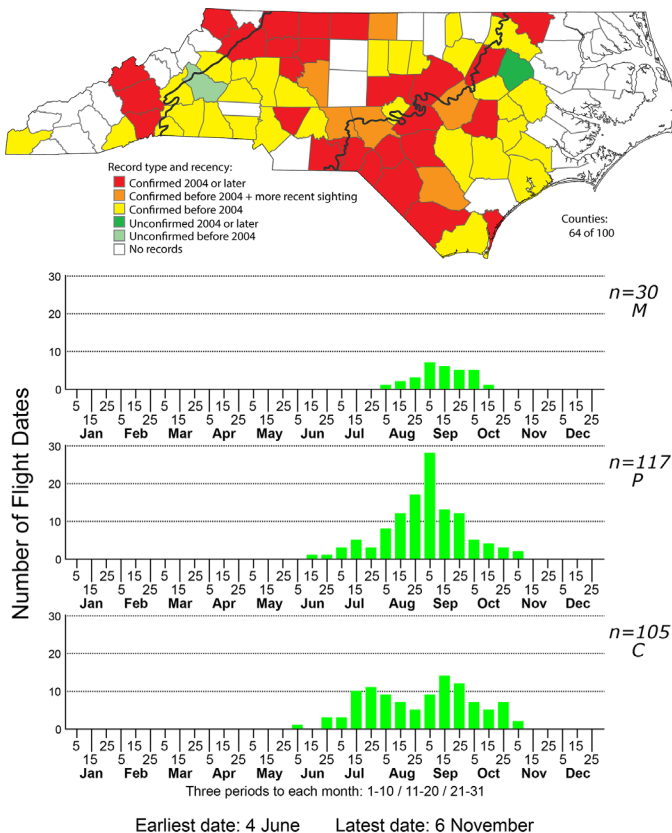 Record type and recency:
Confirmed 2004 or later
Confirmed before 2004 + more recent sighting
Confirmed before 2004
Unconfirmed 2004 or later
Unconfirmed before 2004
No records
Counties:
64 of 100
Number of Flight Dates
n=30
M
30
20
10
0
5 25 15 5 25 15 5 25 15 5 25 15 5 25 15 5 25 15
15 5 25 15 5 25 15 5 25 15 5 25 15 5 25 15 5 25
Jan Feb Mar Apr May Jun Jul Aug Sep Oct Nov Dec
n=117
P
30
20
10
0
5 25 15 5 25 15 5 25 15 5 25 15 5 25 15 5 25 15
15 5 25 15 5 25 15 5 25 15 5 25 15 5 25 15 5 25
Jan Feb Mar Apr May Jun Jul Aug Sep Oct Nov Dec
n=105
C
30
20
10
0
5 25 15 5 25 15 5 25 15 5 25 15 5 25 15 5 25 15
15 5 25 15 5 25 15 5 25 15 5 25 15 5 25 15 5 25
Jan Feb Mar Apr May Jun Jul Aug Sep Oct Nov Dec
Three periods to each month: 1-10 / 11-20 / 21-31
Earliest date: 4 June Latest date: 6 November